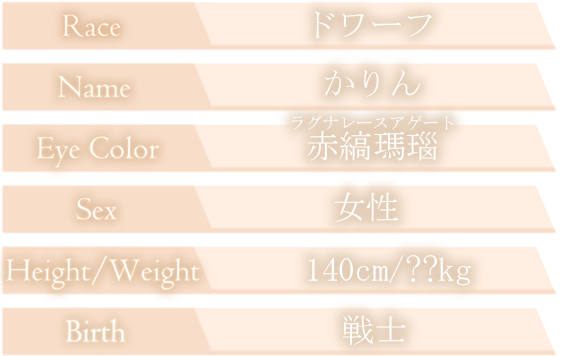 Race ドワーフ
Name かりん
ラグナレースアゲート
Eye Color 赤縞瑪瑙
Sex 女性
Height/Weight 140cm/??kg
Birth 戦士